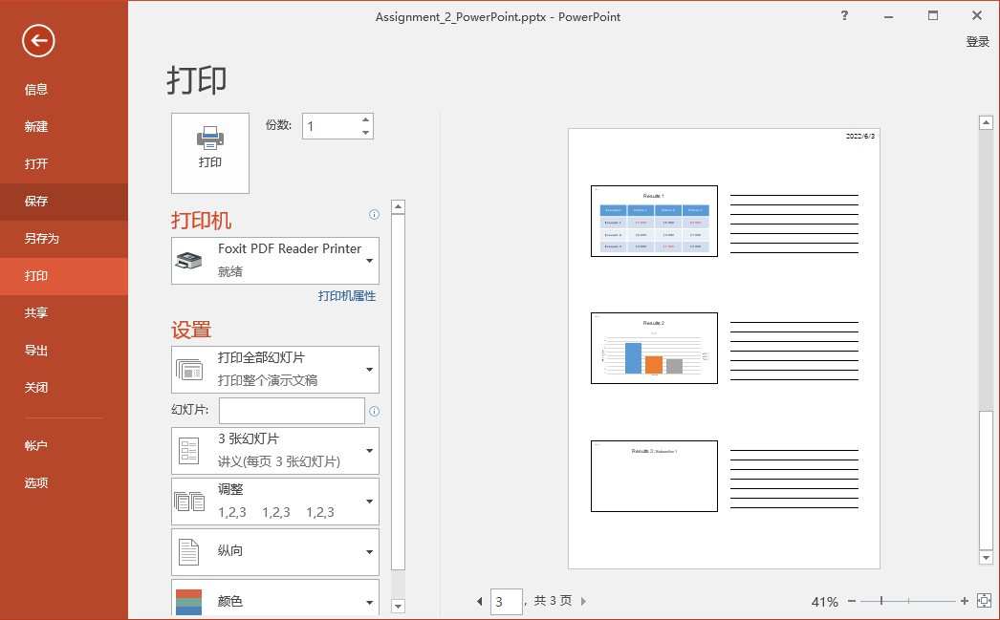 Assignment_2_PowerPoint.pptx - PowerPoint
?
登录
信息
新建
打开
保存
另存为
打印
共享
导出
关闭
帐户
选项
打印
打印
份数:
1
打印机
Foxit PDF Reader Printer
就绪
打印机属性
设置
打印全部幻灯片
打印整个演示文稿
幻灯片:
3 张幻灯片
讲义(每页 3 张幻灯片)
调整
1,2,3 1,2,3 1,2,3
纵向
颜色
2022/6/3
Results 1
Results 2
Results 3: Subsection 1
3 , 共 3 页
41%